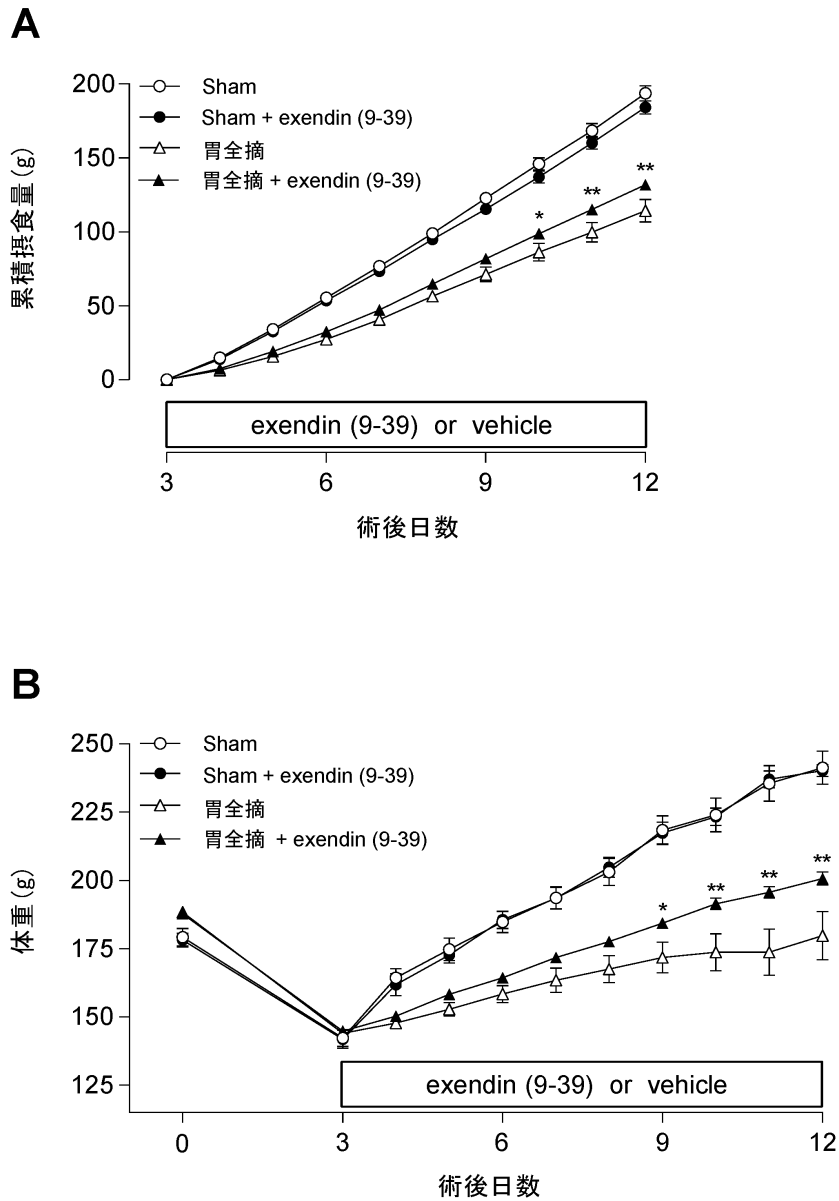 A
200
150
100
50
0
累積摂食量(g)
Sham
Sham + exendin (9-39)
胃全摘
胃全摘 + exendin (9-39)
*
**
**
exendin (9-39) or vehicle
3 6 9 12
術後日数
B
250
225
200
175
150
125
体重(g)
Sham
Sham + exendin (9-39)
胃全摘
胃全摘 + exendin (9-39)
*
**
**
**
exendin (9-39) or vehicle
0 3 6 9 12
術後日数